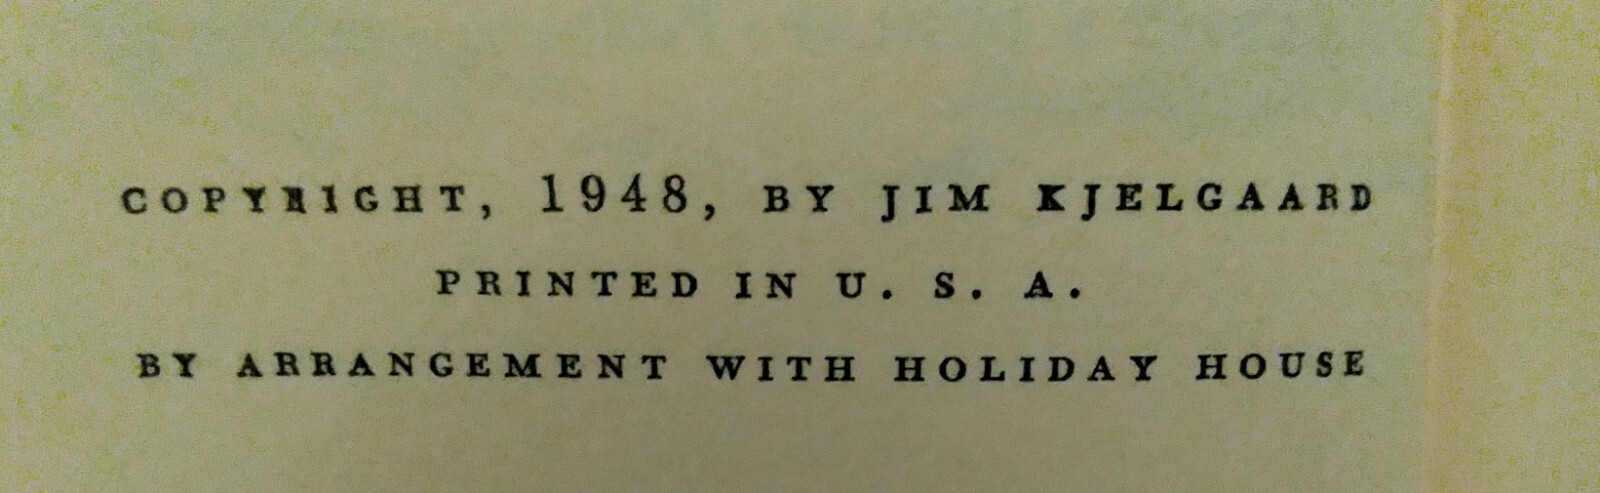 COPYRIGHT, 1948, BY JIM KJELGAARD
PRINTED IN U. S. A.
BY ARRANGEMENT WITH HOLIDAY HOUSE